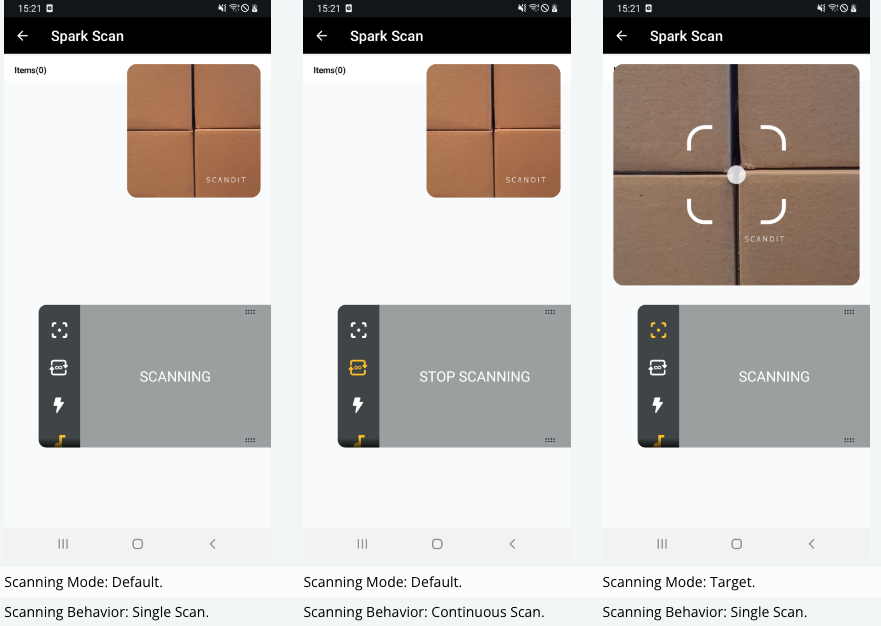 15:21
Spark Scan
Items(0)
SCANDIT
SCANNING
Scanning Mode: Default.
Scanning Behavior: Single Scan.
15:21
Spark Scan
Items(0)
SCANDIT
STOP SCANNING
Scanning Mode: Default.
Scanning Behavior: Continuous Scan.
15:21
Spark Scan
SCANDIT
SCANNING
Scanning Mode: Target.
Scanning Behavior: Single Scan.